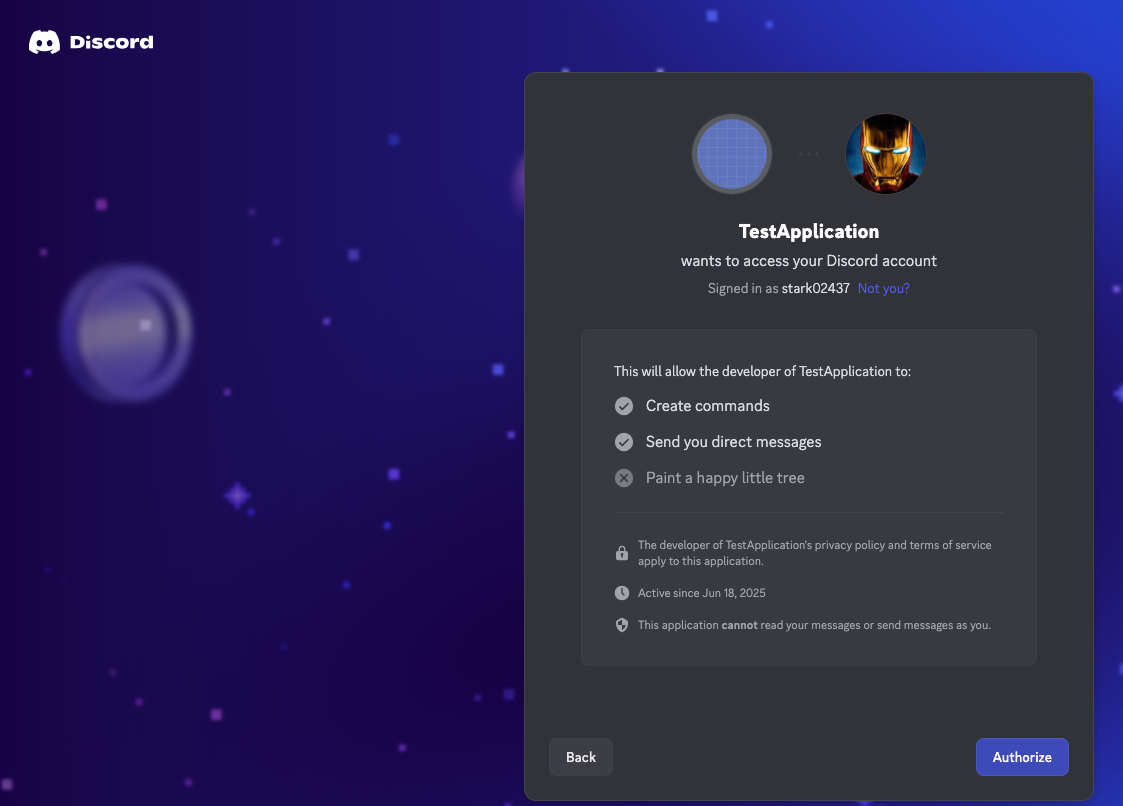 Discord
TestApplication
wants to access your Discord account
Signed in as stark02437 Not you?
This will allow the developer of TestApplication to:
Create commands
Send you direct messages
Paint a happy little tree
The developer of TestApplication's privacy policy and terms of service
apply to this application.
Active since Jun 18, 2025
This application cannot read your messages or send messages as you.
Back
Authorize